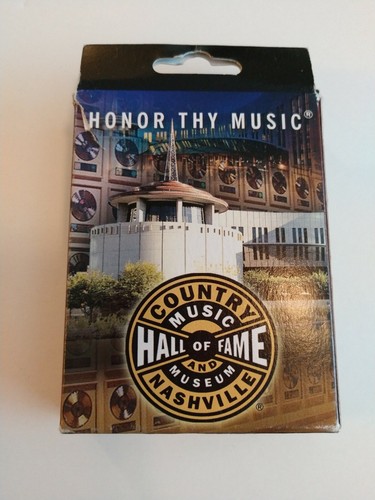 HONOR THY MUSIC®
COUNTRY
MUSIC
HALL OF FAME
AND
MUSEUM
NASHVILLE®